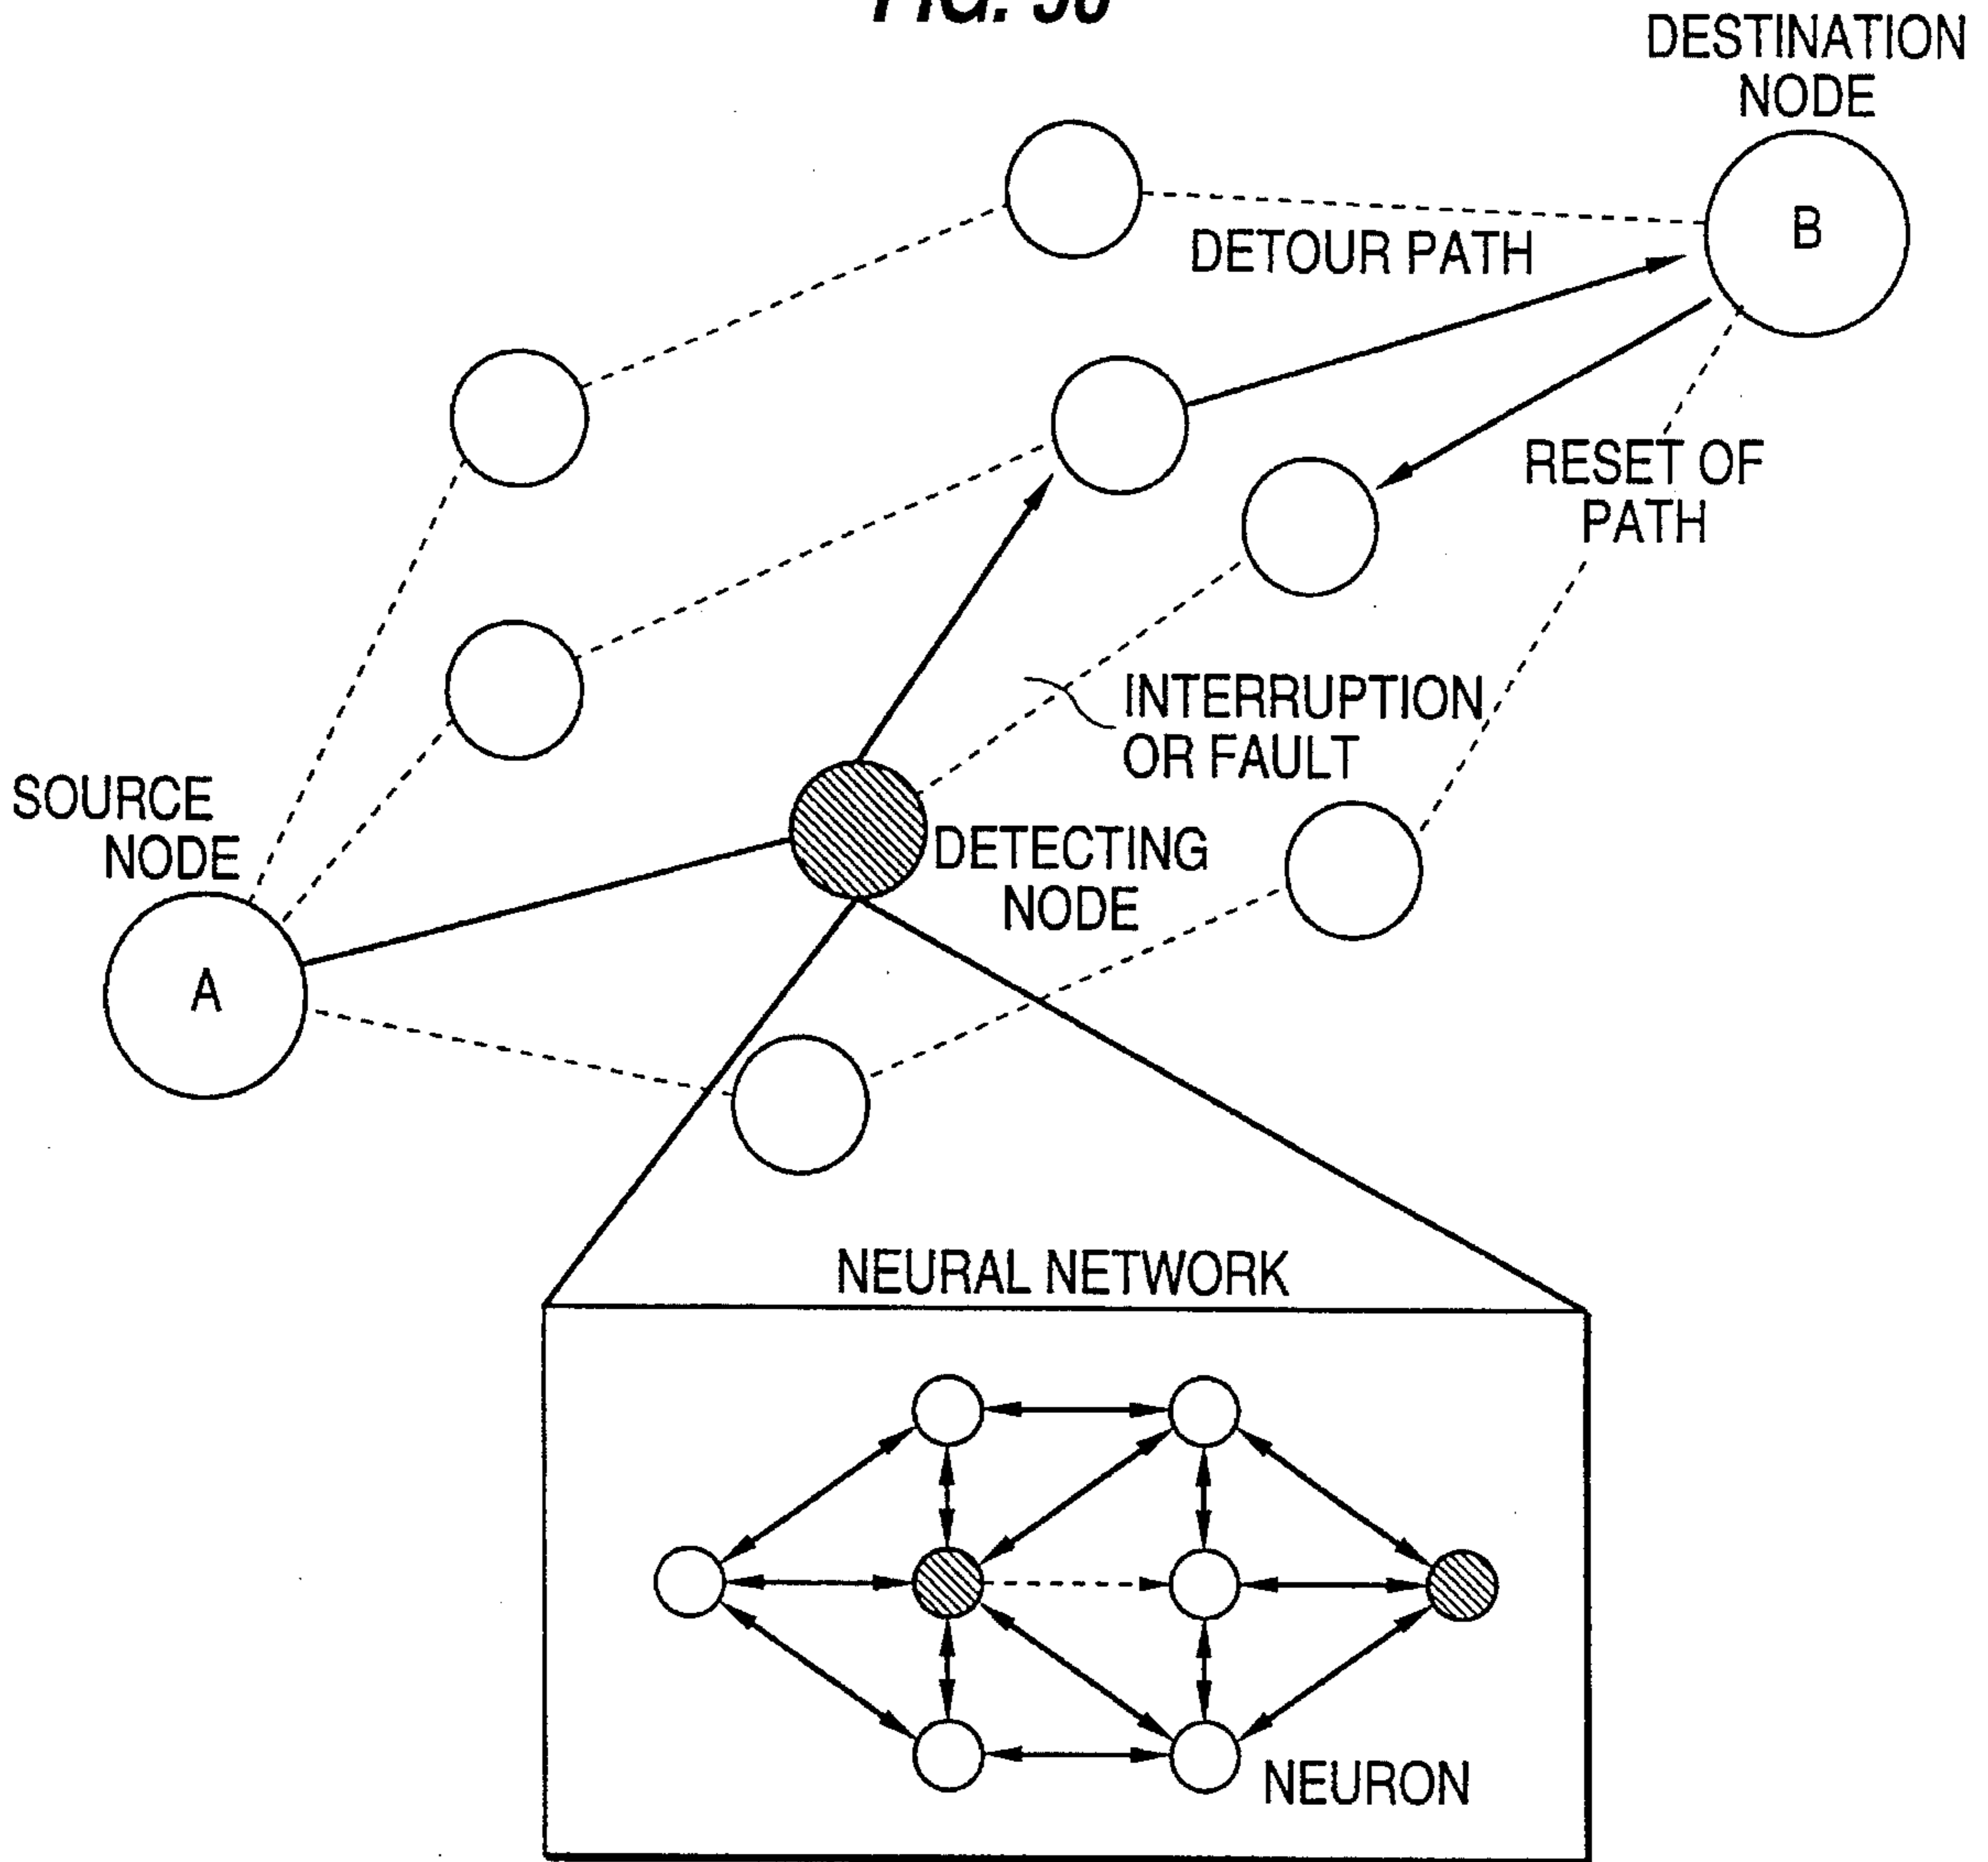 DESTINATION
NODE
B
DETOUR PATH
RESET OF
PATH
INTERRUPTION
OR FAULT
SOURCE
NODE
DETECTING
NODE
A
NEURAL NETWORK
NEURON